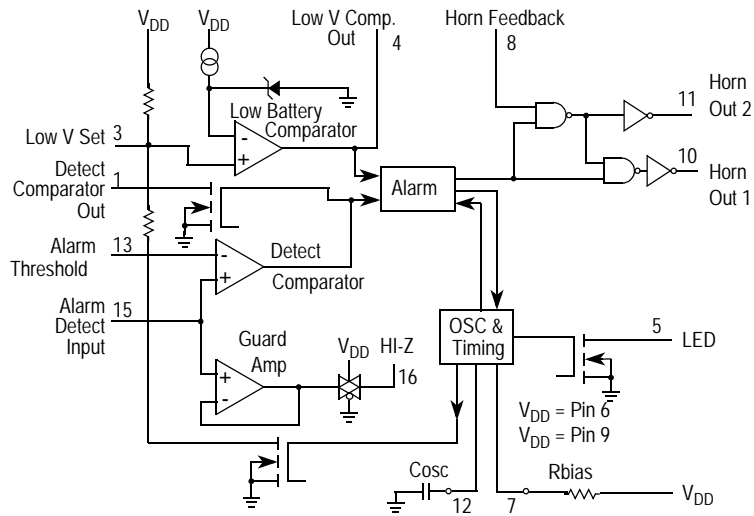 VDD
VDD
Low V Comp.
Out
4
Horn Feedback
8
Low V Set
3
Low Battery
Comparator
-
+
11
Horn
Out 2
10
Horn
Out 1
Detect
Comparator
Out
1
Alarm
Alarm
Threshold
13
-
+
Detect
Comparator
Alarm
Detect
Input
15
Guard
Amp
+
-
VDD
HI-Z
16
OSC &
Timing
5
LED
VDD = Pin 6
VDD = Pin 9
Cosc
12
7
Rbias
VDD